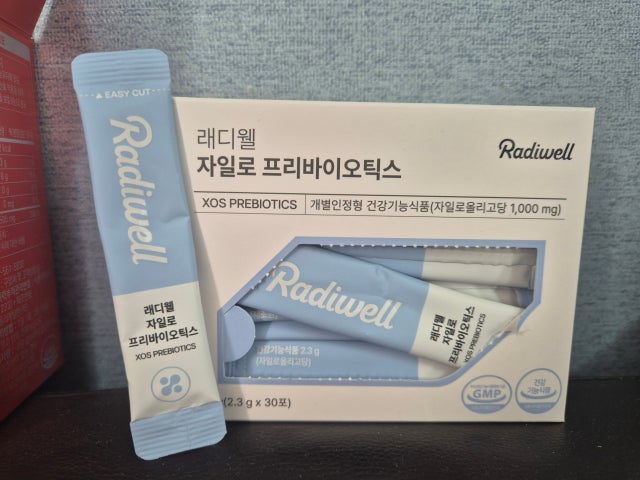 EASY CUT
Radiwell
래디웰
자일로
프리바이오틱스
XOS PREBIOTICS
래디웰
자일로 프리바이오틱스
Radiwell
XOS PREBIOTICS
개별인정형 건강기능식품(자일로올리고당 1,000 mg)
Radiwell
래디웰
자일로
프리바이오틱스
XOS PREBIOTICS
건강기능식품 2.3 g
(자일로올리고당)
(2.3 g x 30포)
GMP
건강
기능식품